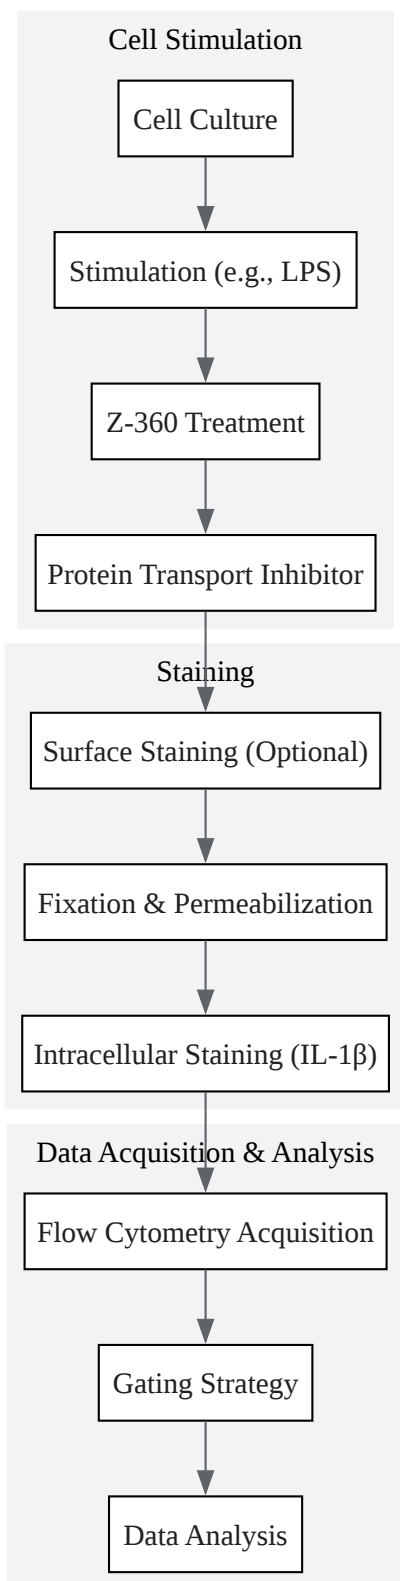 Cell Stimulation
Cell Culture
Stimulation (e.g., LPS)
Z-360 Treatment
Protein Transport Inhibitor
Staining
Surface Staining (Optional)
Fixation & Permeabilization
Intracellular Staining (IL-1β)
Data Acquisition & Analysis
Flow Cytometry Acquisition
Gating Strategy
Data Analysis